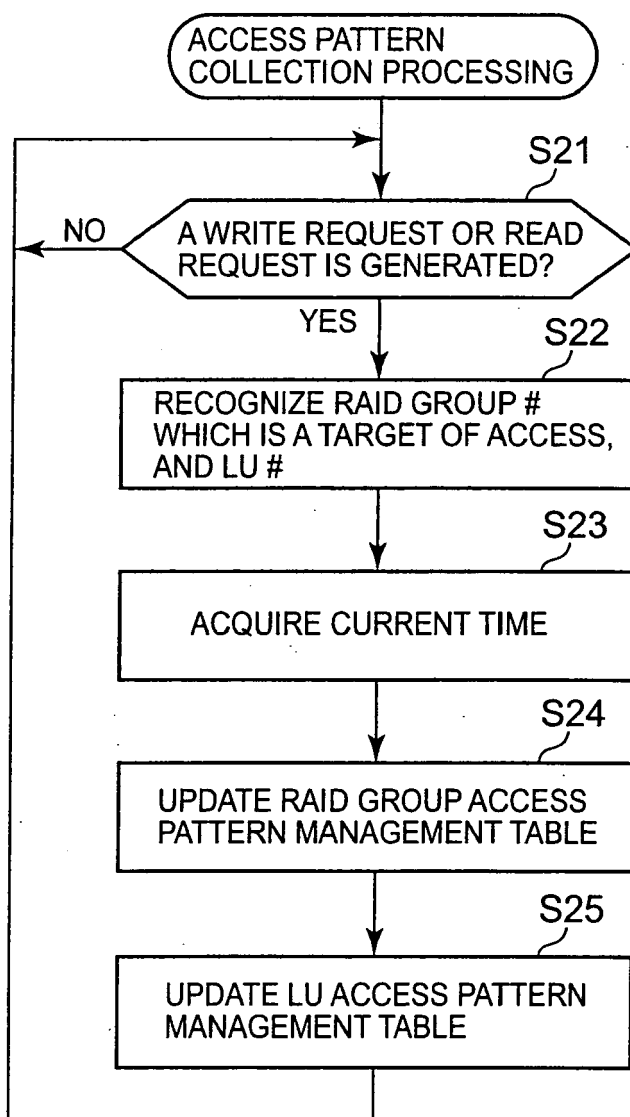 ACCESS PATTERN
COLLECTION PROCESSING
S21
NO
A WRITE REQUEST OR READ
REQUEST IS GENERATED?
YES
S22
RECOGNIZE RAID GROUP #
WHICH IS A TARGET OF ACCESS,
AND LU #
S23
ACQUIRE CURRENT TIME
S24
UPDATE RAID GROUP ACCESS
PATTERN MANAGEMENT TABLE
S25
UPDATE LU ACCESS PATTERN
MANAGEMENT TABLE